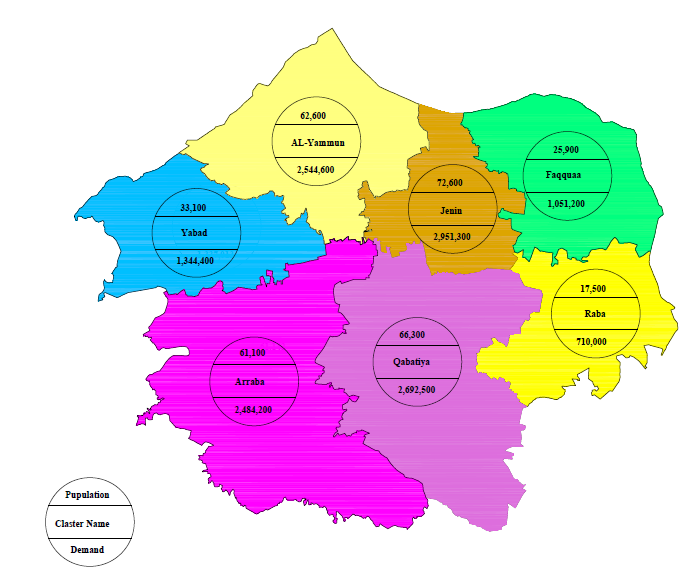 62,600
AL-Yammun
2,544,600
25,900
Faqquaa
1,051,200
72,600
Jenin
2,951,300
33,100
Yabad
1,344,400
17,500
Raba
710,000
66,300
Qabatiya
2,692,500
61,100
Arraba
2,484,200
Pupulation
Claster Name
Demand